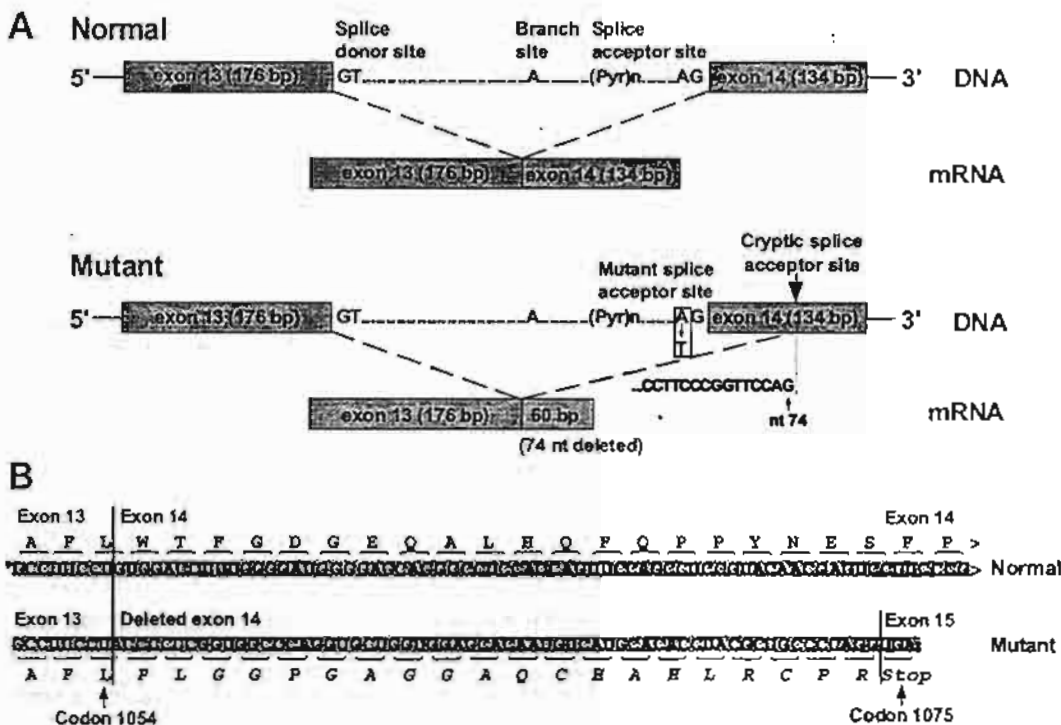 A
Normal
Splice donor site
Branch site
Splice acceptor site
5' exon 13 (176 bp) GT A (Pyr)n AG exon 14 (134 bp) 3' DNA
exon 13 (176 bp) exon 14 (134 bp) mRNA
Mutant
Mutant splice acceptor site
Cryptic splice acceptor site
5' exon 13 (176 bp) GT A (Pyr)n AG exon 14 (134 bp) 3' DNA
T
...CCTTCCCGGTTCCAG
nt 74
exon 13 (176 bp) 60 bp mRNA
(74 nt deleted)
B
Exon 13 Exon 14 Exon 14
A F L W T F G D G E Q A L H Q F Q P P Y N E S F P >
> Normal
Exon 13 Deleted exon 14 Exon 15
Mutant
A F L P L G G P G A G G A Q C H A H L R C P R Stop
Codon 1054 Codon 1075